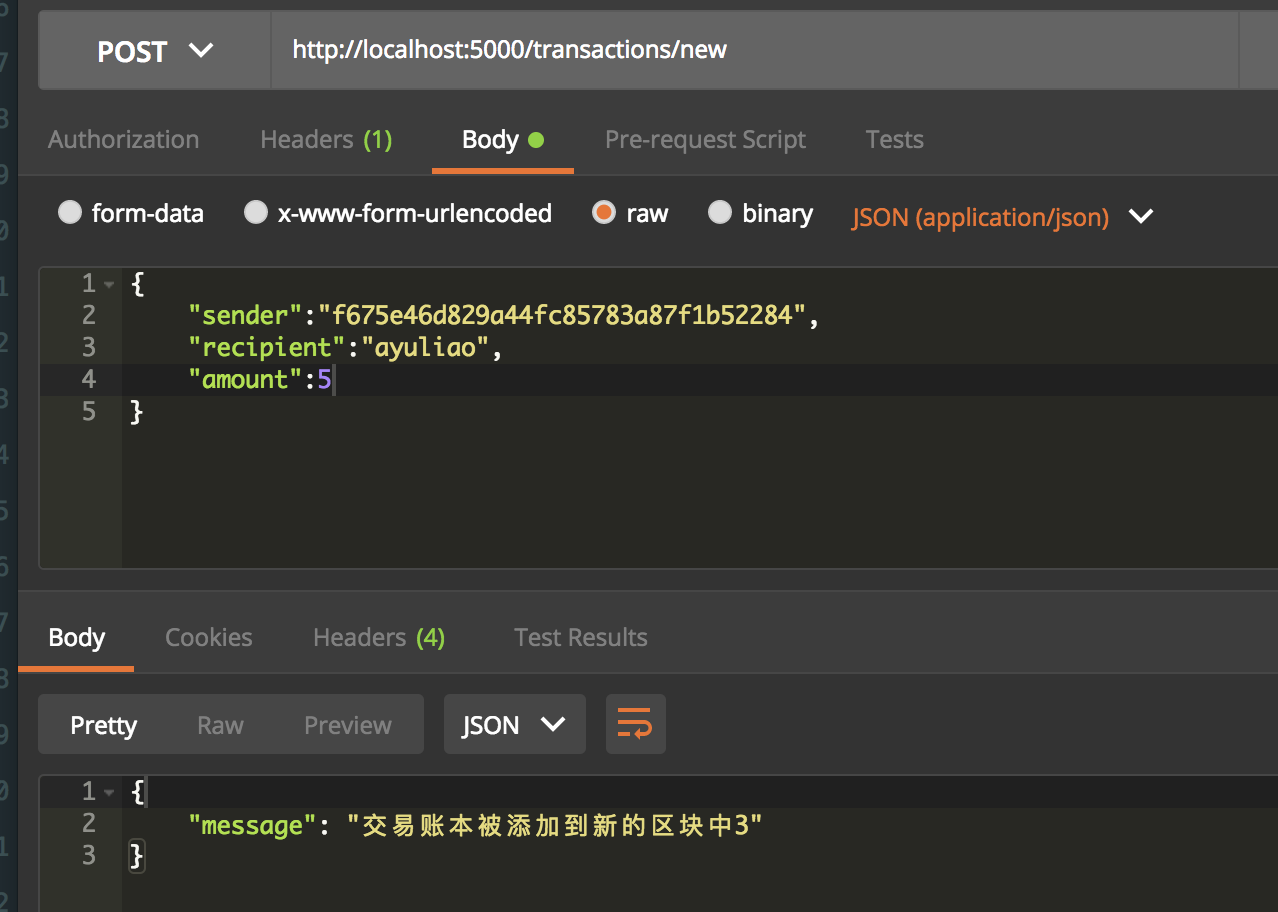 POST http://localhost:5000/transactions/new
Authorization Headers (1) Body Pre-request Script Tests
form-data x-www-form-urlencoded raw binary JSON (application/json)
1 {
2 "sender":"f675e46d829a44fc85783a87f1b52284",
3 "recipient":"ayuliao",
4 "amount":5
5 }
Body Cookies Headers (4) Test Results
Pretty Raw Preview JSON
1 {
2 "message": "交易账本被添加到新的区块中3"
3 }